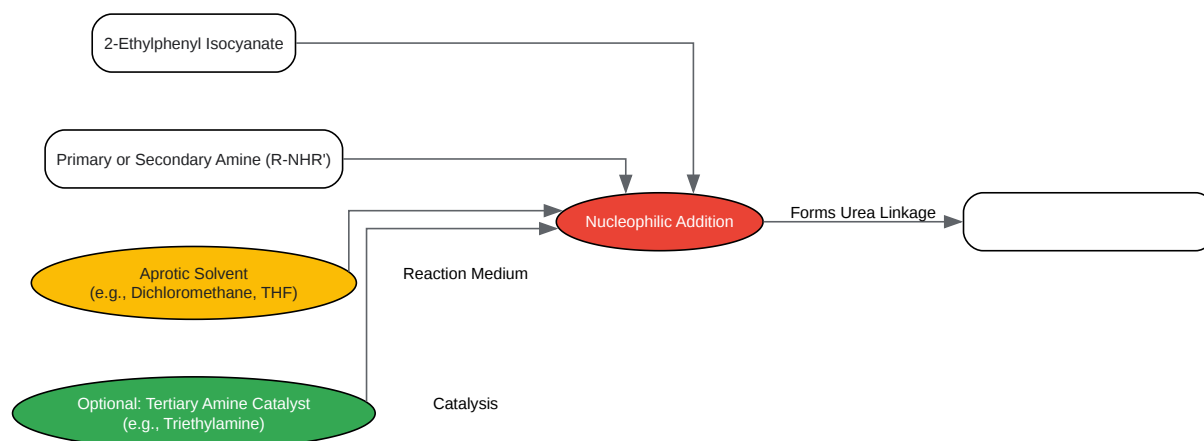 2-Ethylphenyl Isocyanate
Primary or Secondary Amine (R-NHR')
Nucleophilic Addition
Forms Urea Linkage
Aprotic Solvent
(e.g., Dichloromethane, THF)
Reaction Medium
Optional: Tertiary Amine Catalyst
(e.g., Triethylamine)
Catalysis